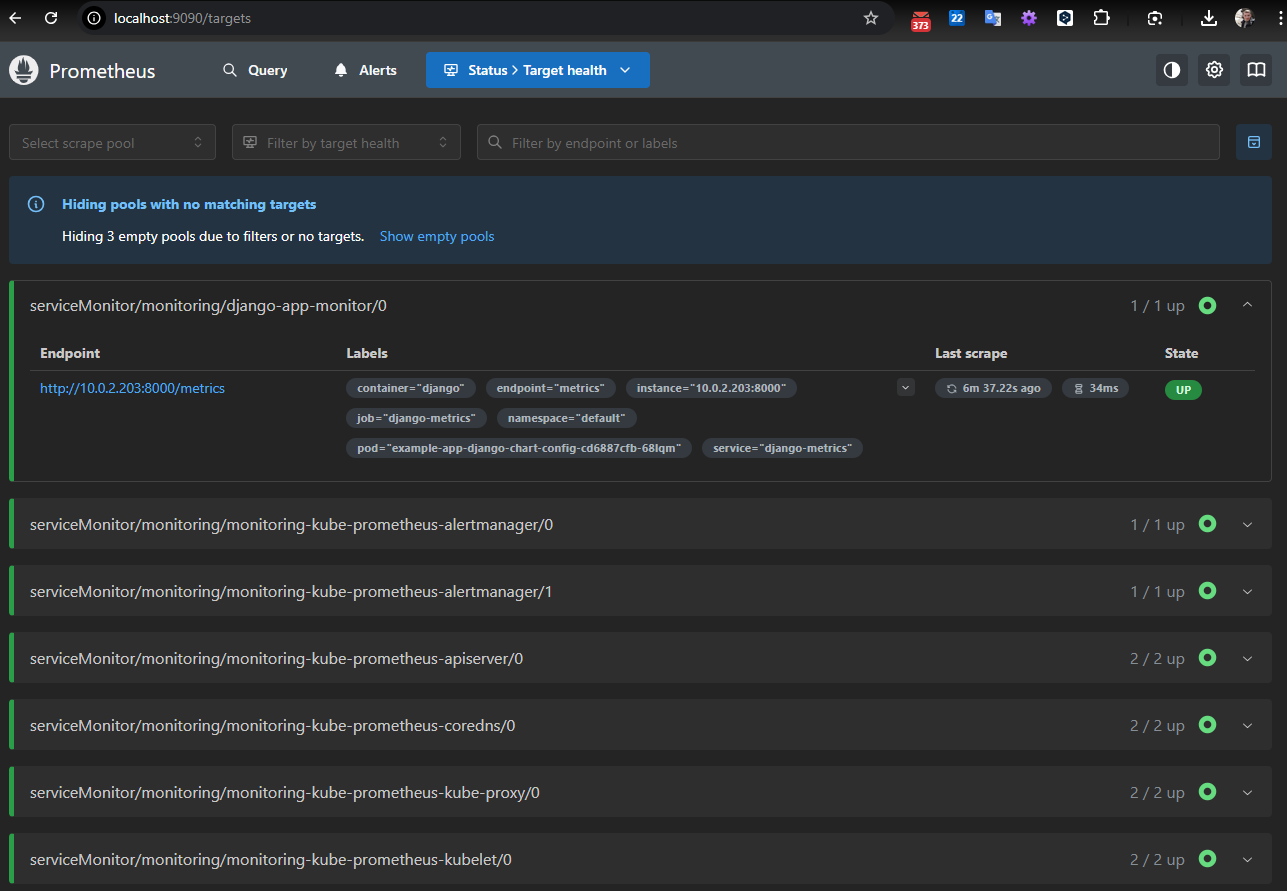 localhost:9090/targets
373
22
Prometheus
Query
Alerts
Status > Target health
Select scrape pool
Filter by target health
Filter by endpoint or labels
Hiding pools with no matching targets
Hiding 3 empty pools due to filters or no targets. Show empty pools
serviceMonitor/monitoring/django-app-monitor/0 1 / 1 up
Endpoint Labels Last scrape State
http://10.0.2.203:8000/metrics container="django" endpoint="metrics" instance="10.0.2.203:8000" 6m 37.22s ago 34ms UP
job="django-metrics" namespace="default"
pod="example-app-django-chart-config-cd6887cfb-68lqm" service="django-metrics"
serviceMonitor/monitoring/monitoring-kube-prometheus-alertmanager/0 1 / 1 up
serviceMonitor/monitoring/monitoring-kube-prometheus-alertmanager/1 1 / 1 up
serviceMonitor/monitoring/monitoring-kube-prometheus-apiserver/0 2 / 2 up
serviceMonitor/monitoring/monitoring-kube-prometheus-coredns/0 2 / 2 up
serviceMonitor/monitoring/monitoring-kube-prometheus-kube-proxy/0 2 / 2 up
serviceMonitor/monitoring/monitoring-kube-prometheus-kubelet/0 2 / 2 up